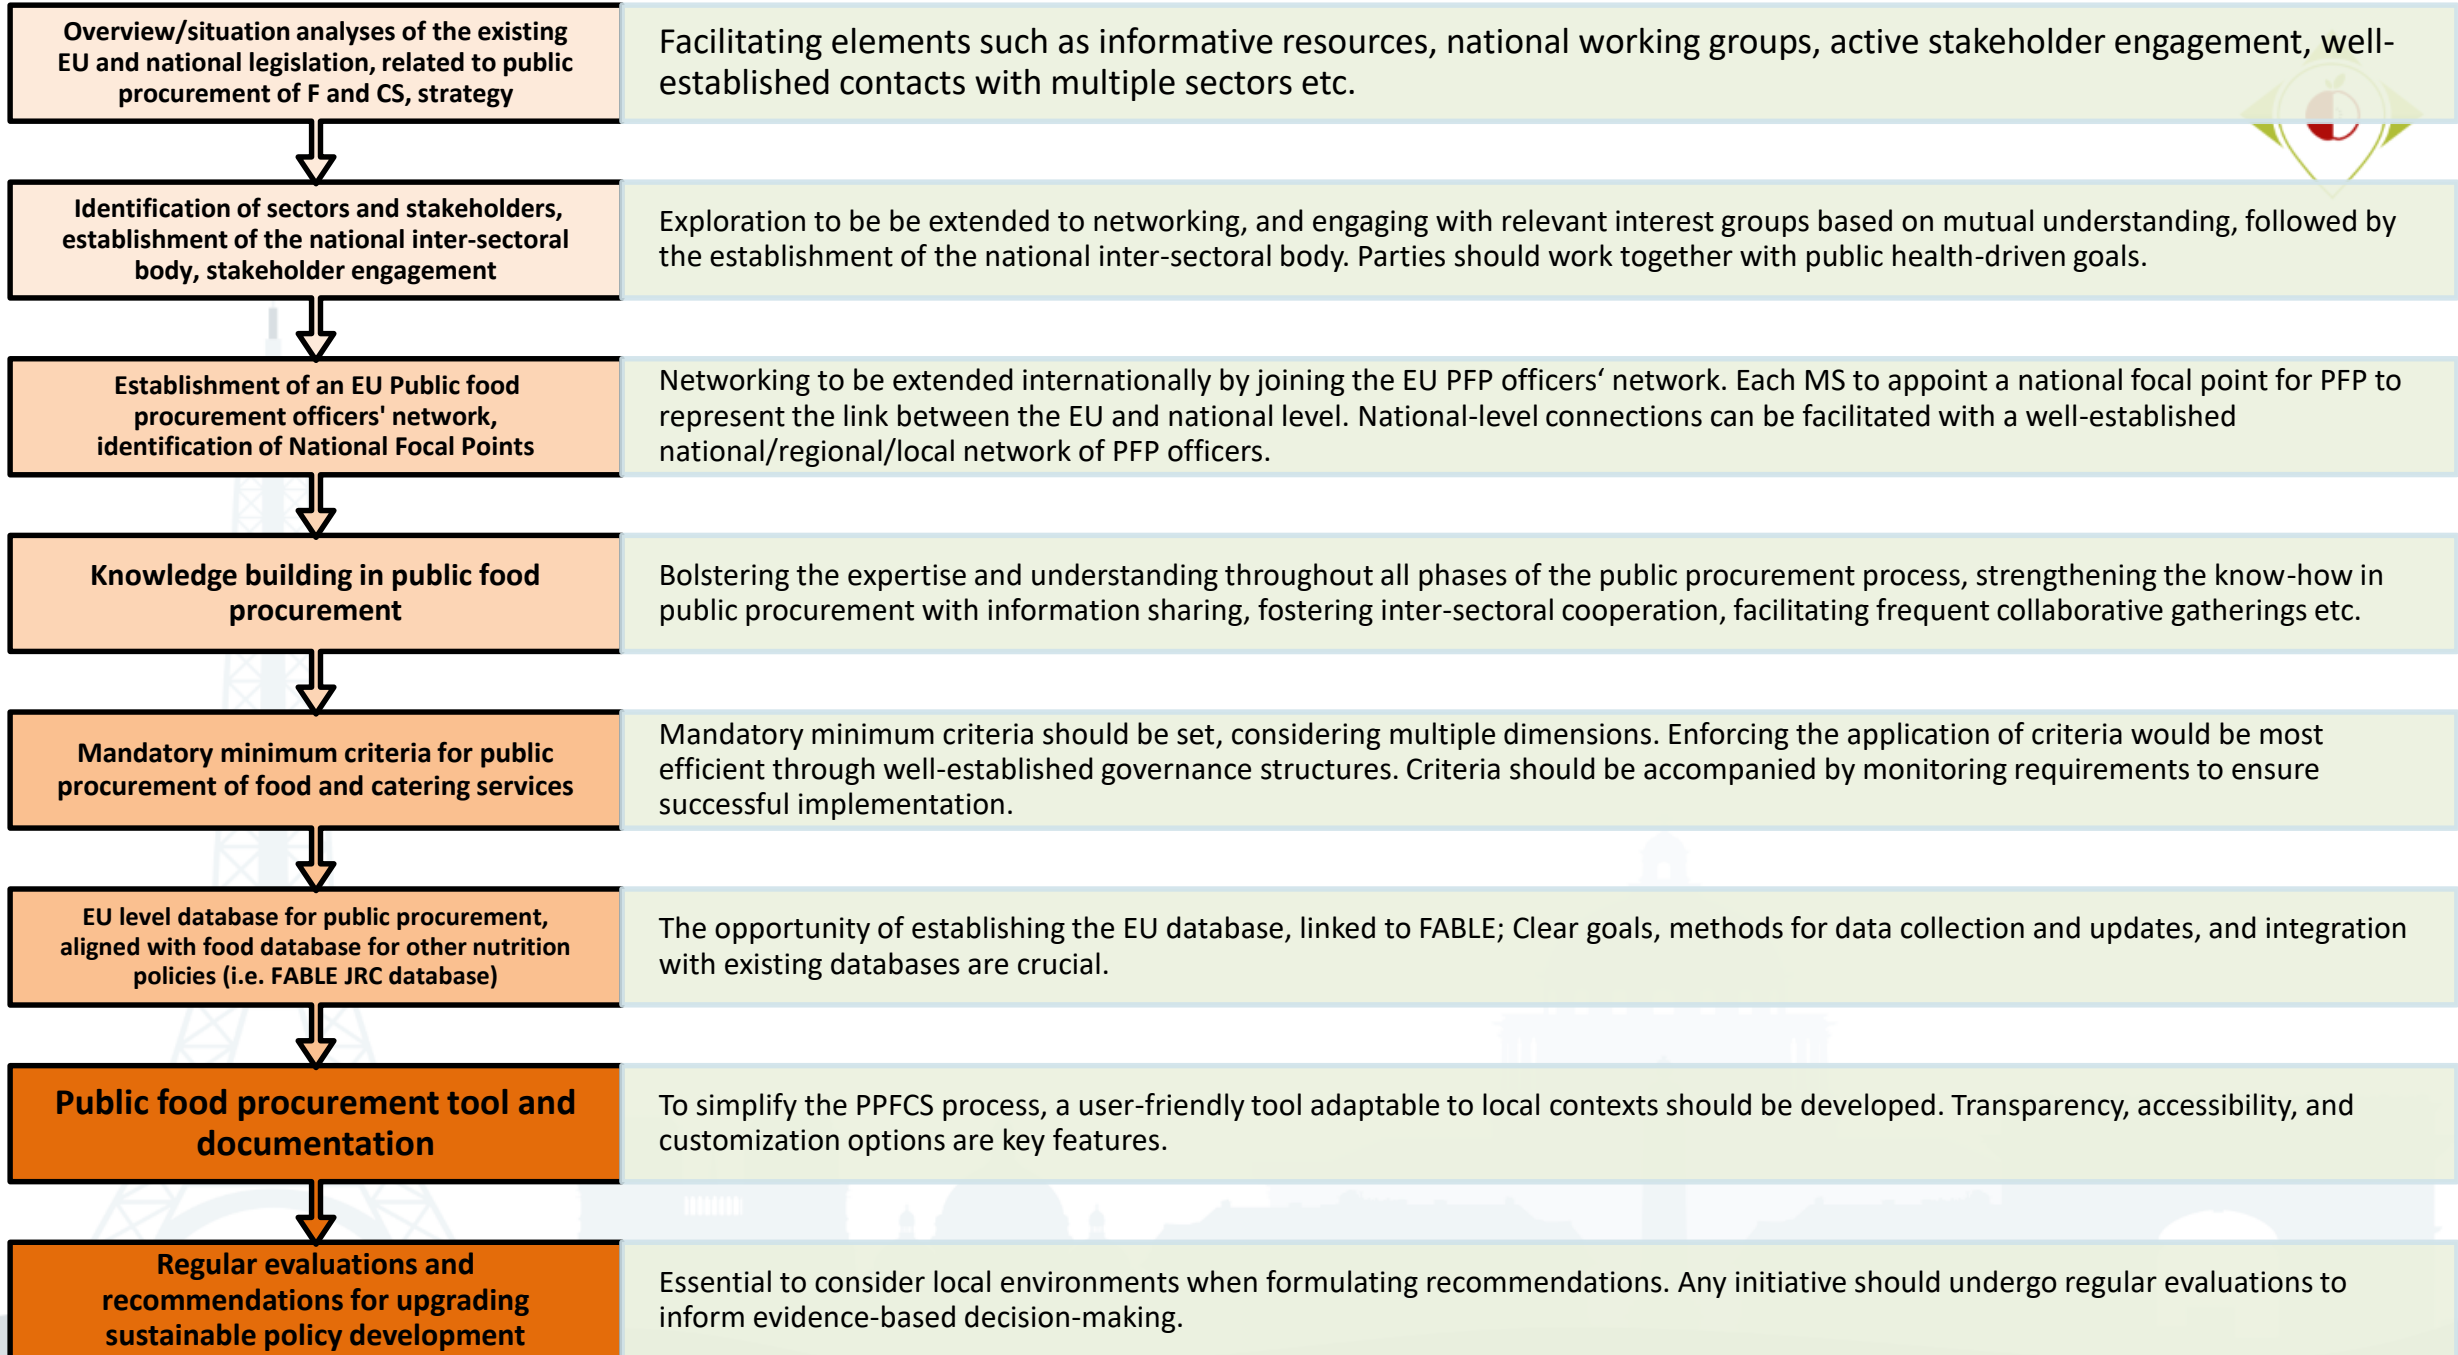 Overview/situation analyses of the existing
EU and national legislation, related to public
procurement of F and CS, strategy
Facilitating elements such as informative resources, national working groups, active stakeholder engagement, well-
established contacts with multiple sectors etc.
Identification of sectors and stakeholders,
establishment of the national inter-sectoral
body, stakeholder engagement
Exploration to be be extended to networking, and engaging with relevant interest groups based on mutual understanding, followed by
the establishment of the national inter-sectoral body. Parties should work together with public health-driven goals.
Establishment of an EU Public food
procurement officers' network,
identification of National Focal Points
Networking to be extended internationally by joining the EU PFP officers‘ network. Each MS to appoint a national focal point for PFP to
represent the link between the EU and national level. National-level connections can be facilitated with a well-established
national/regional/local network of PFP officers.
Knowledge building in public food
procurement
Bolstering the expertise and understanding throughout all phases of the public procurement process, strengthening the know-how in
public procurement with information sharing, fostering inter-sectoral cooperation, facilitating frequent collaborative gatherings etc.
Mandatory minimum criteria for public
procurement of food and catering services
Mandatory minimum criteria should be set, considering multiple dimensions. Enforcing the application of criteria would be most
efficient through well-established governance structures. Criteria should be accompanied by monitoring requirements to ensure
successful implementation.
EU level database for public procurement,
aligned with food database for other nutrition
policies (i.e. FABLE JRC database)
The opportunity of establishing the EU database, linked to FABLE; Clear goals, methods for data collection and updates, and integration
with existing databases are crucial.
Public food procurement tool and
documentation
To simplify the PPFCS process, a user-friendly tool adaptable to local contexts should be developed. Transparency, accessibility, and
customization options are key features.
Regular evaluations and
recommendations for upgrading
sustainable policy development
Essential to consider local environments when formulating recommendations. Any initiative should undergo regular evaluations to
inform evidence-based decision-making.